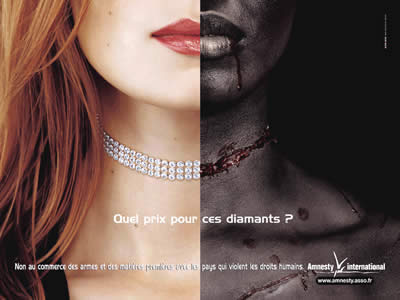 Quel prix pour ces diamants ?
Non au commerce des armes et des matières premières avec les pays qui violent les droits humains. Amnesty international
www.amnesty.asso.fr